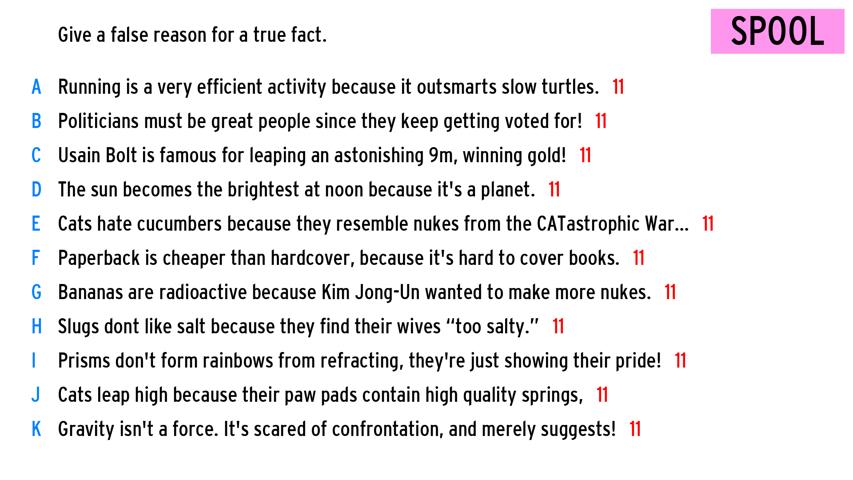 Give a false reason for a true fact.
SPOOL
A Running is a very efficient activity because it outsmarts slow turtles. 11
B Politicians must be great people since they keep getting voted for! 11
C Usain Bolt is famous for leaping an astonishing 9m, winning gold! 11
D The sun becomes the brightest at noon because it's a planet. 11
E Cats hate cucumbers because they resemble nukes from the CATastrophic War... 11
F Paperback is cheaper than hardcover, because it's hard to cover books. 11
G Bananas are radioactive because Kim Jong-Un wanted to make more nukes. 11
H Slugs dont like salt because they find their wives “too salty.” 11
I Prisms don't form rainbows from refracting, they're just showing their pride! 11
J Cats leap high because their paw pads contain high quality springs, 11
K Gravity isn't a force. It's scared of confrontation, and merely suggests! 11